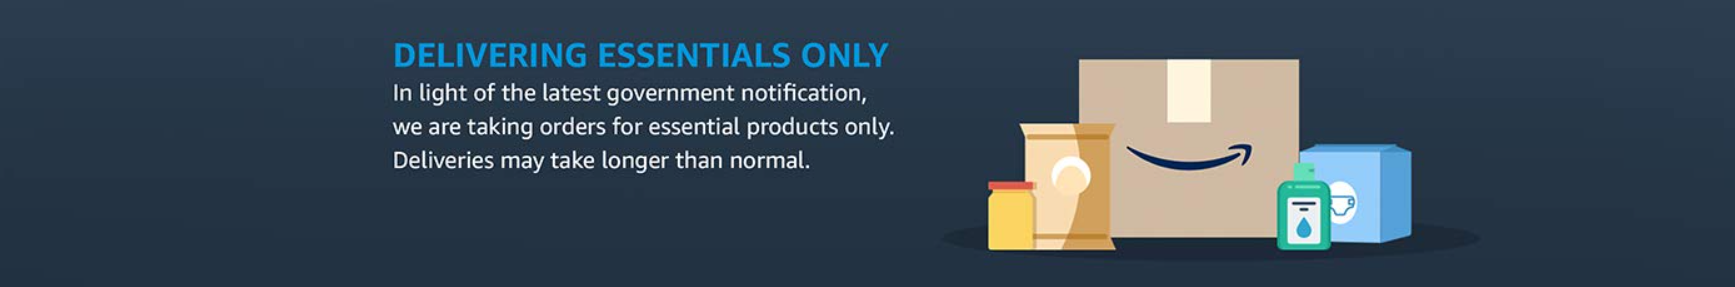 DELIVERING ESSENTIALS ONLY
In light of the latest government notification,
we are taking orders for essential products only.
Deliveries may take longer than normal.